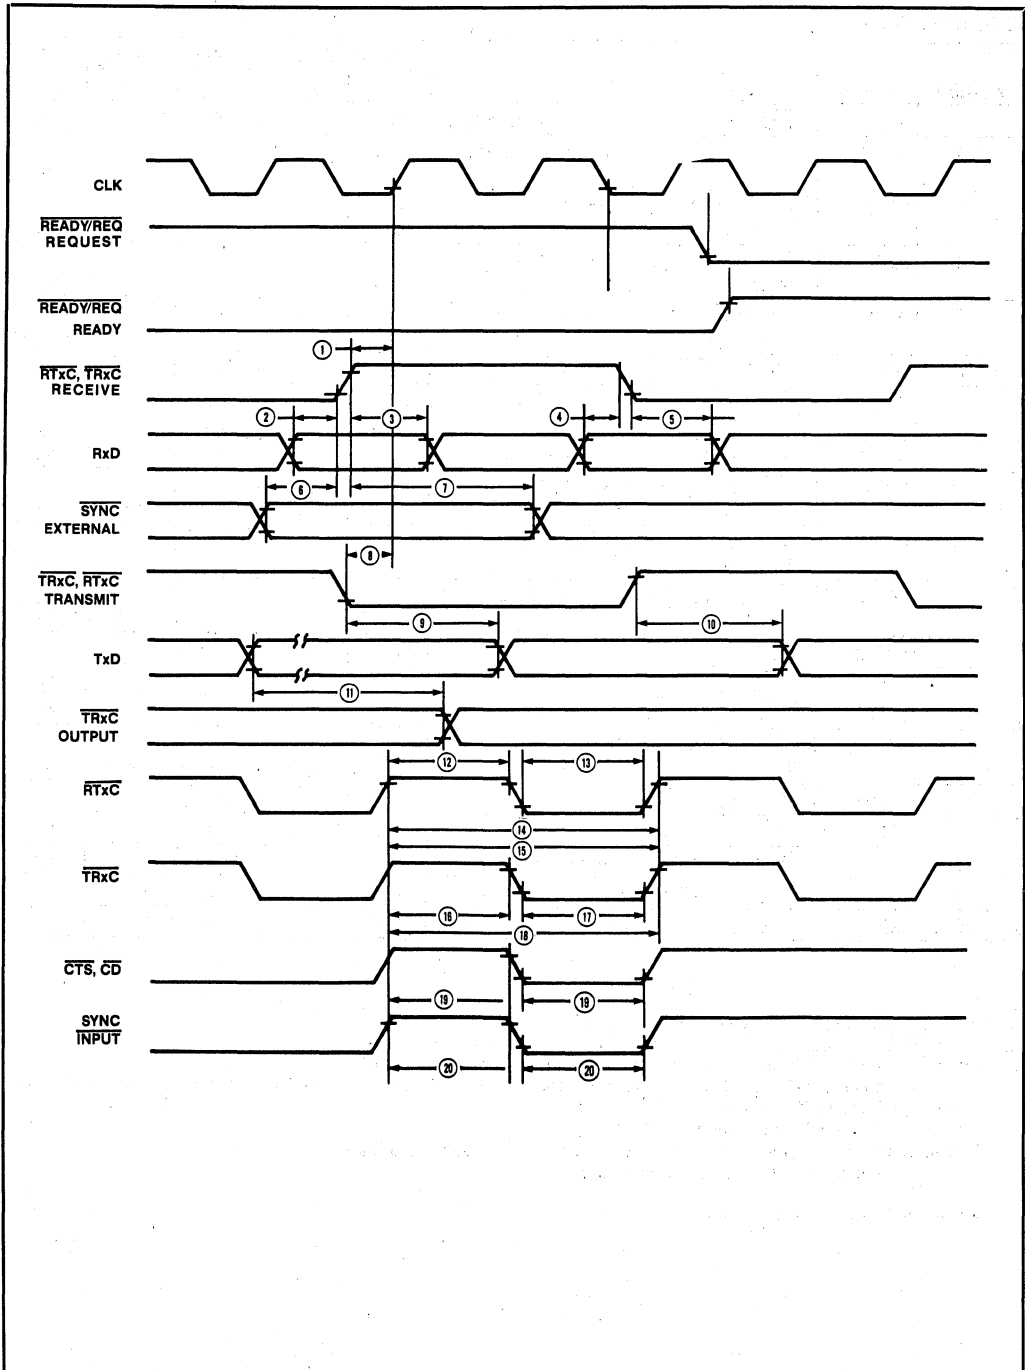 CLK
READY/REQ
REQUEST
READY/REQ
READY
1
RTxC, TRxC
RECEIVE
2
3
4
5
RxD
6
7
SYNC
EXTERNAL
8
TRxC, RTxC
TRANSMIT
9
10
TxD
11
TRxC
OUTPUT
12
13
RTxC
14
15
TRxC
16
17
18
CTS, CD
19
19
SYNC
INPUT
20
20